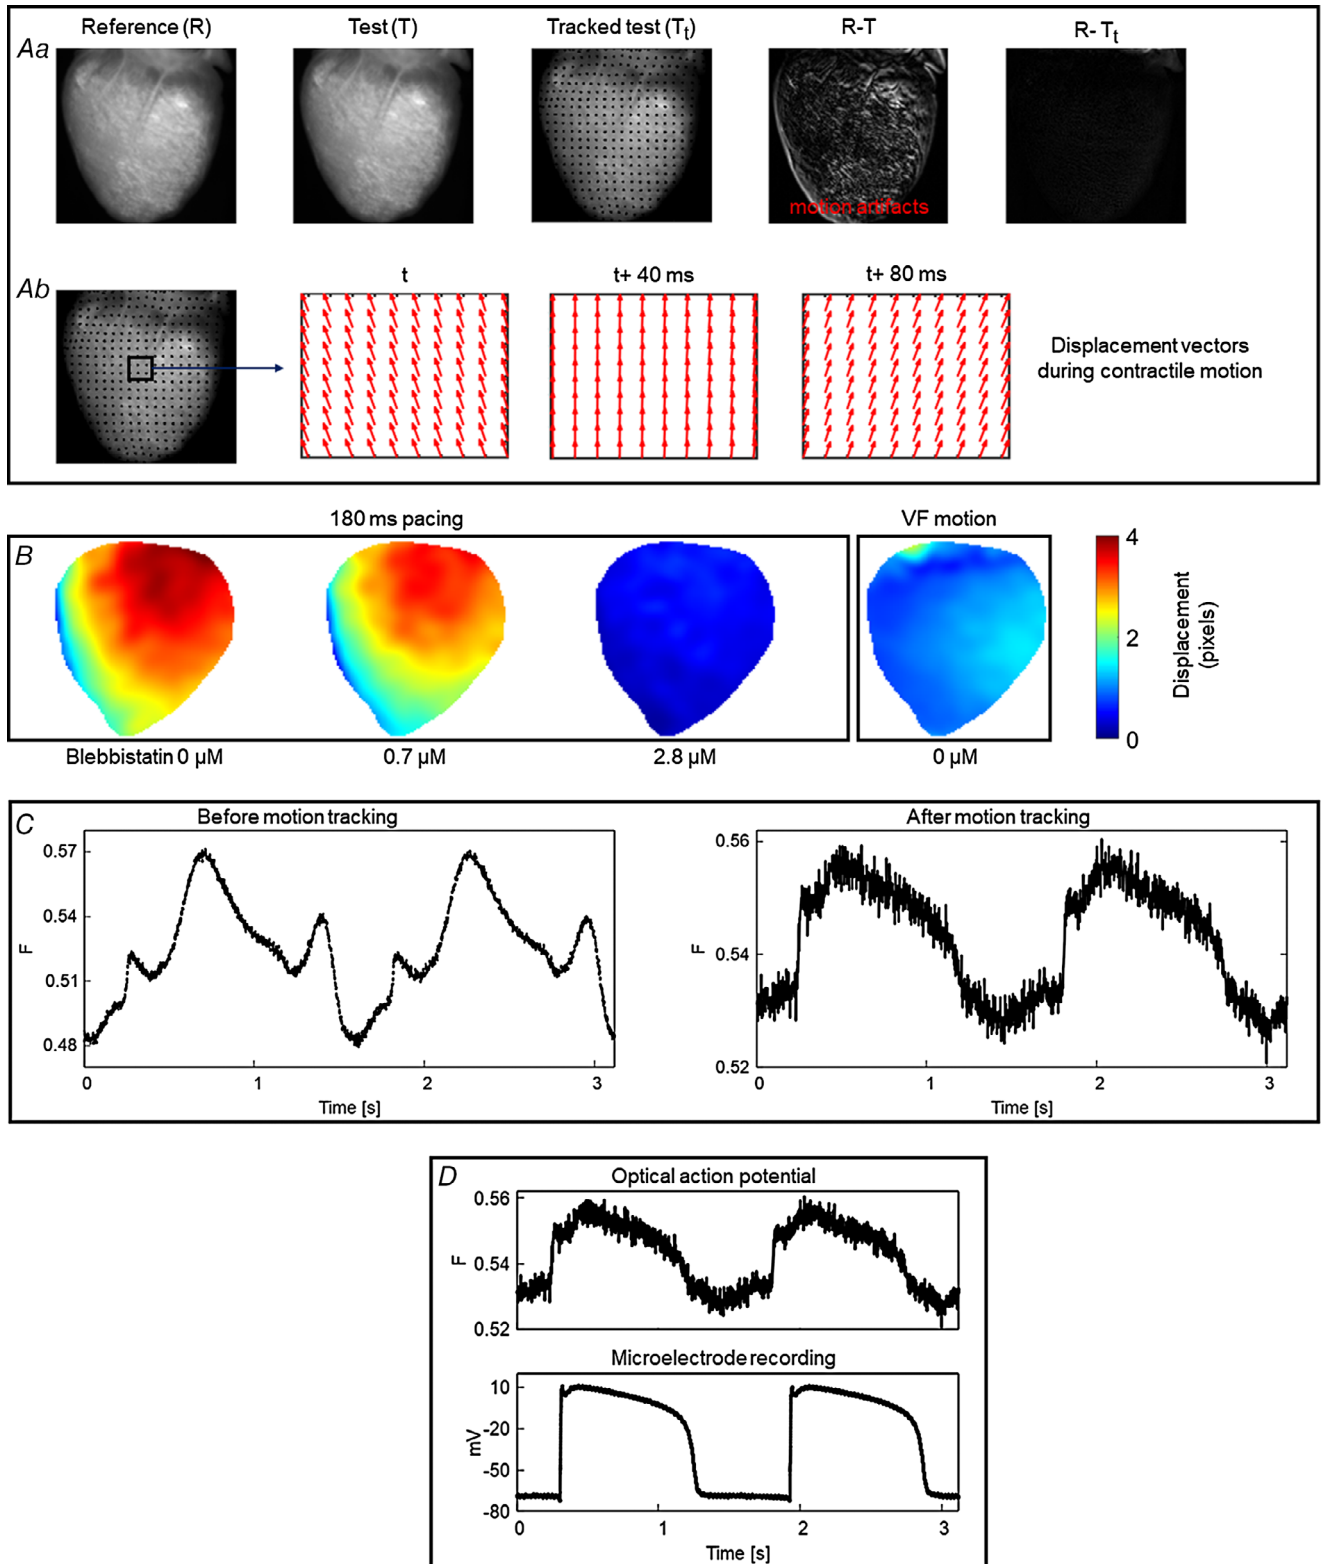 Reference (R) Test (T) Tracked test (Tt) R-T R- Tt
Aa
motion artifacts
Ab
t t+ 40 ms t+ 80 ms
Displacement vectors
during contractile motion
180 ms pacing VF motion
B
Blebbistatin 0 µM 0.7 µM 2.8 µM 0 µM
4
2
0
Displacement
(pixels)
C
Before motion tracking
0.57
0.54
0.51
0.48
F
0 1 2 3
Time [s]
After motion tracking
0.56
0.54
0.52
F
0 1 2 3
Time [s]
D
Optical action potential
0.56
0.54
0.52
F
Microelectrode recording
10
-20
-50
-80
mV
0 1 2 3
Time [s]